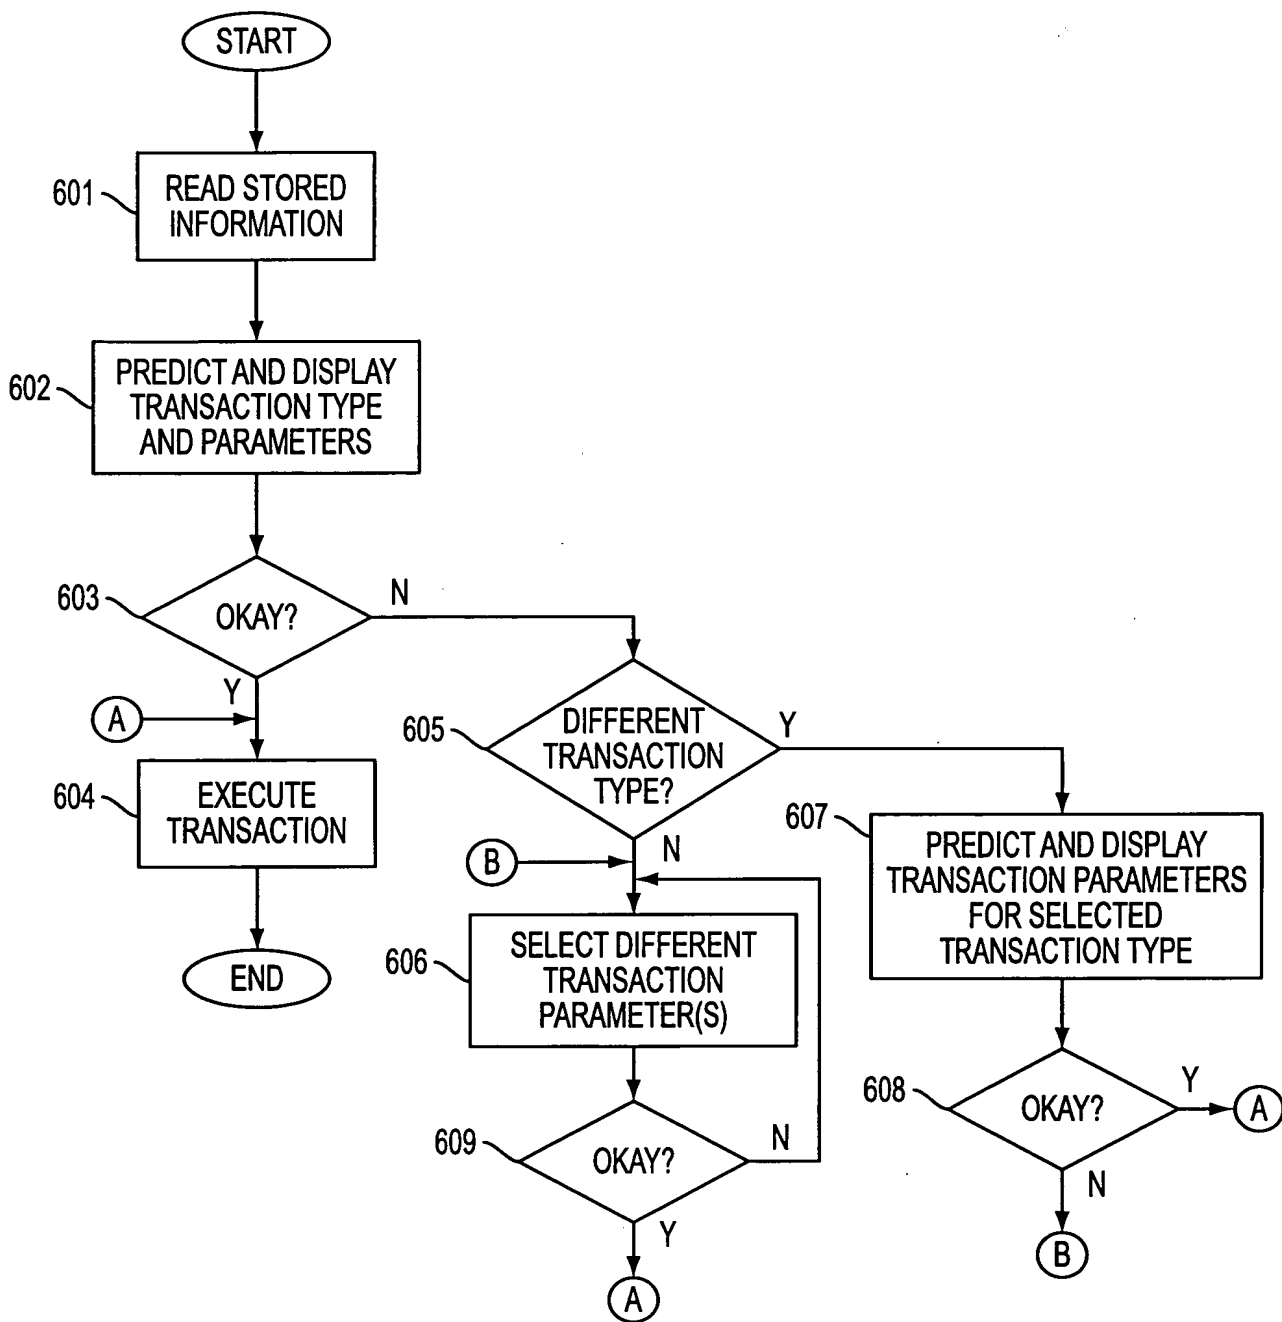 START
601
READ STORED
INFORMATION
602
PREDICT AND DISPLAY
TRANSACTION TYPE
AND PARAMETERS
603
OKAY?
N
Y
A
604
EXECUTE
TRANSACTION
END
605
DIFFERENT
TRANSACTION
TYPE?
Y
N
B
606
SELECT DIFFERENT
TRANSACTION
PARAMETER(S)
609
OKAY?
N
Y
A
607
PREDICT AND DISPLAY
TRANSACTION PARAMETERS
FOR SELECTED
TRANSACTION TYPE
608
OKAY?
Y
A
N
B